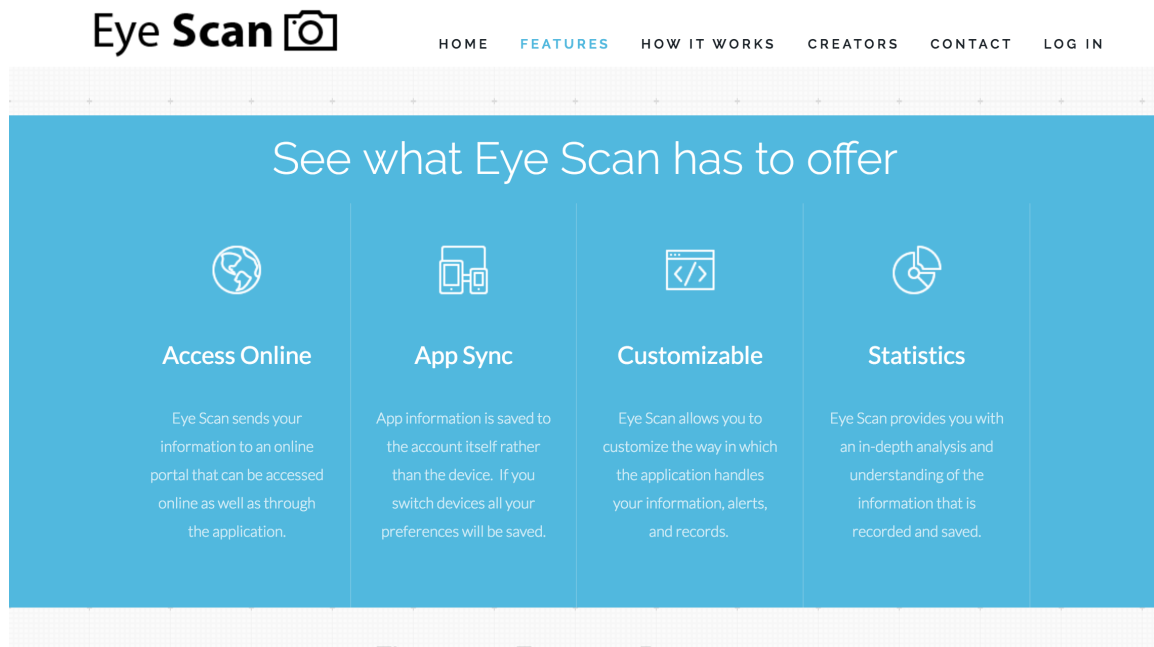 Eye Scan
HOME FEATURES HOW IT WORKS CREATORS CONTACT LOG IN
See what Eye Scan has to offer
Access Online
Eye Scan sends your
information to an online
portal that can be accessed
online as well as through
the application.
App Sync
App information is saved to
the account itself rather
than the device. If you
switch devices all your
preferences will be saved.
Customizable
Eye Scan allows you to
customize the way in which
the application handles
your information, alerts,
and records.
Statistics
Eye Scan provides you with
an in-depth analysis and
understanding of the
information that is
recorded and saved.